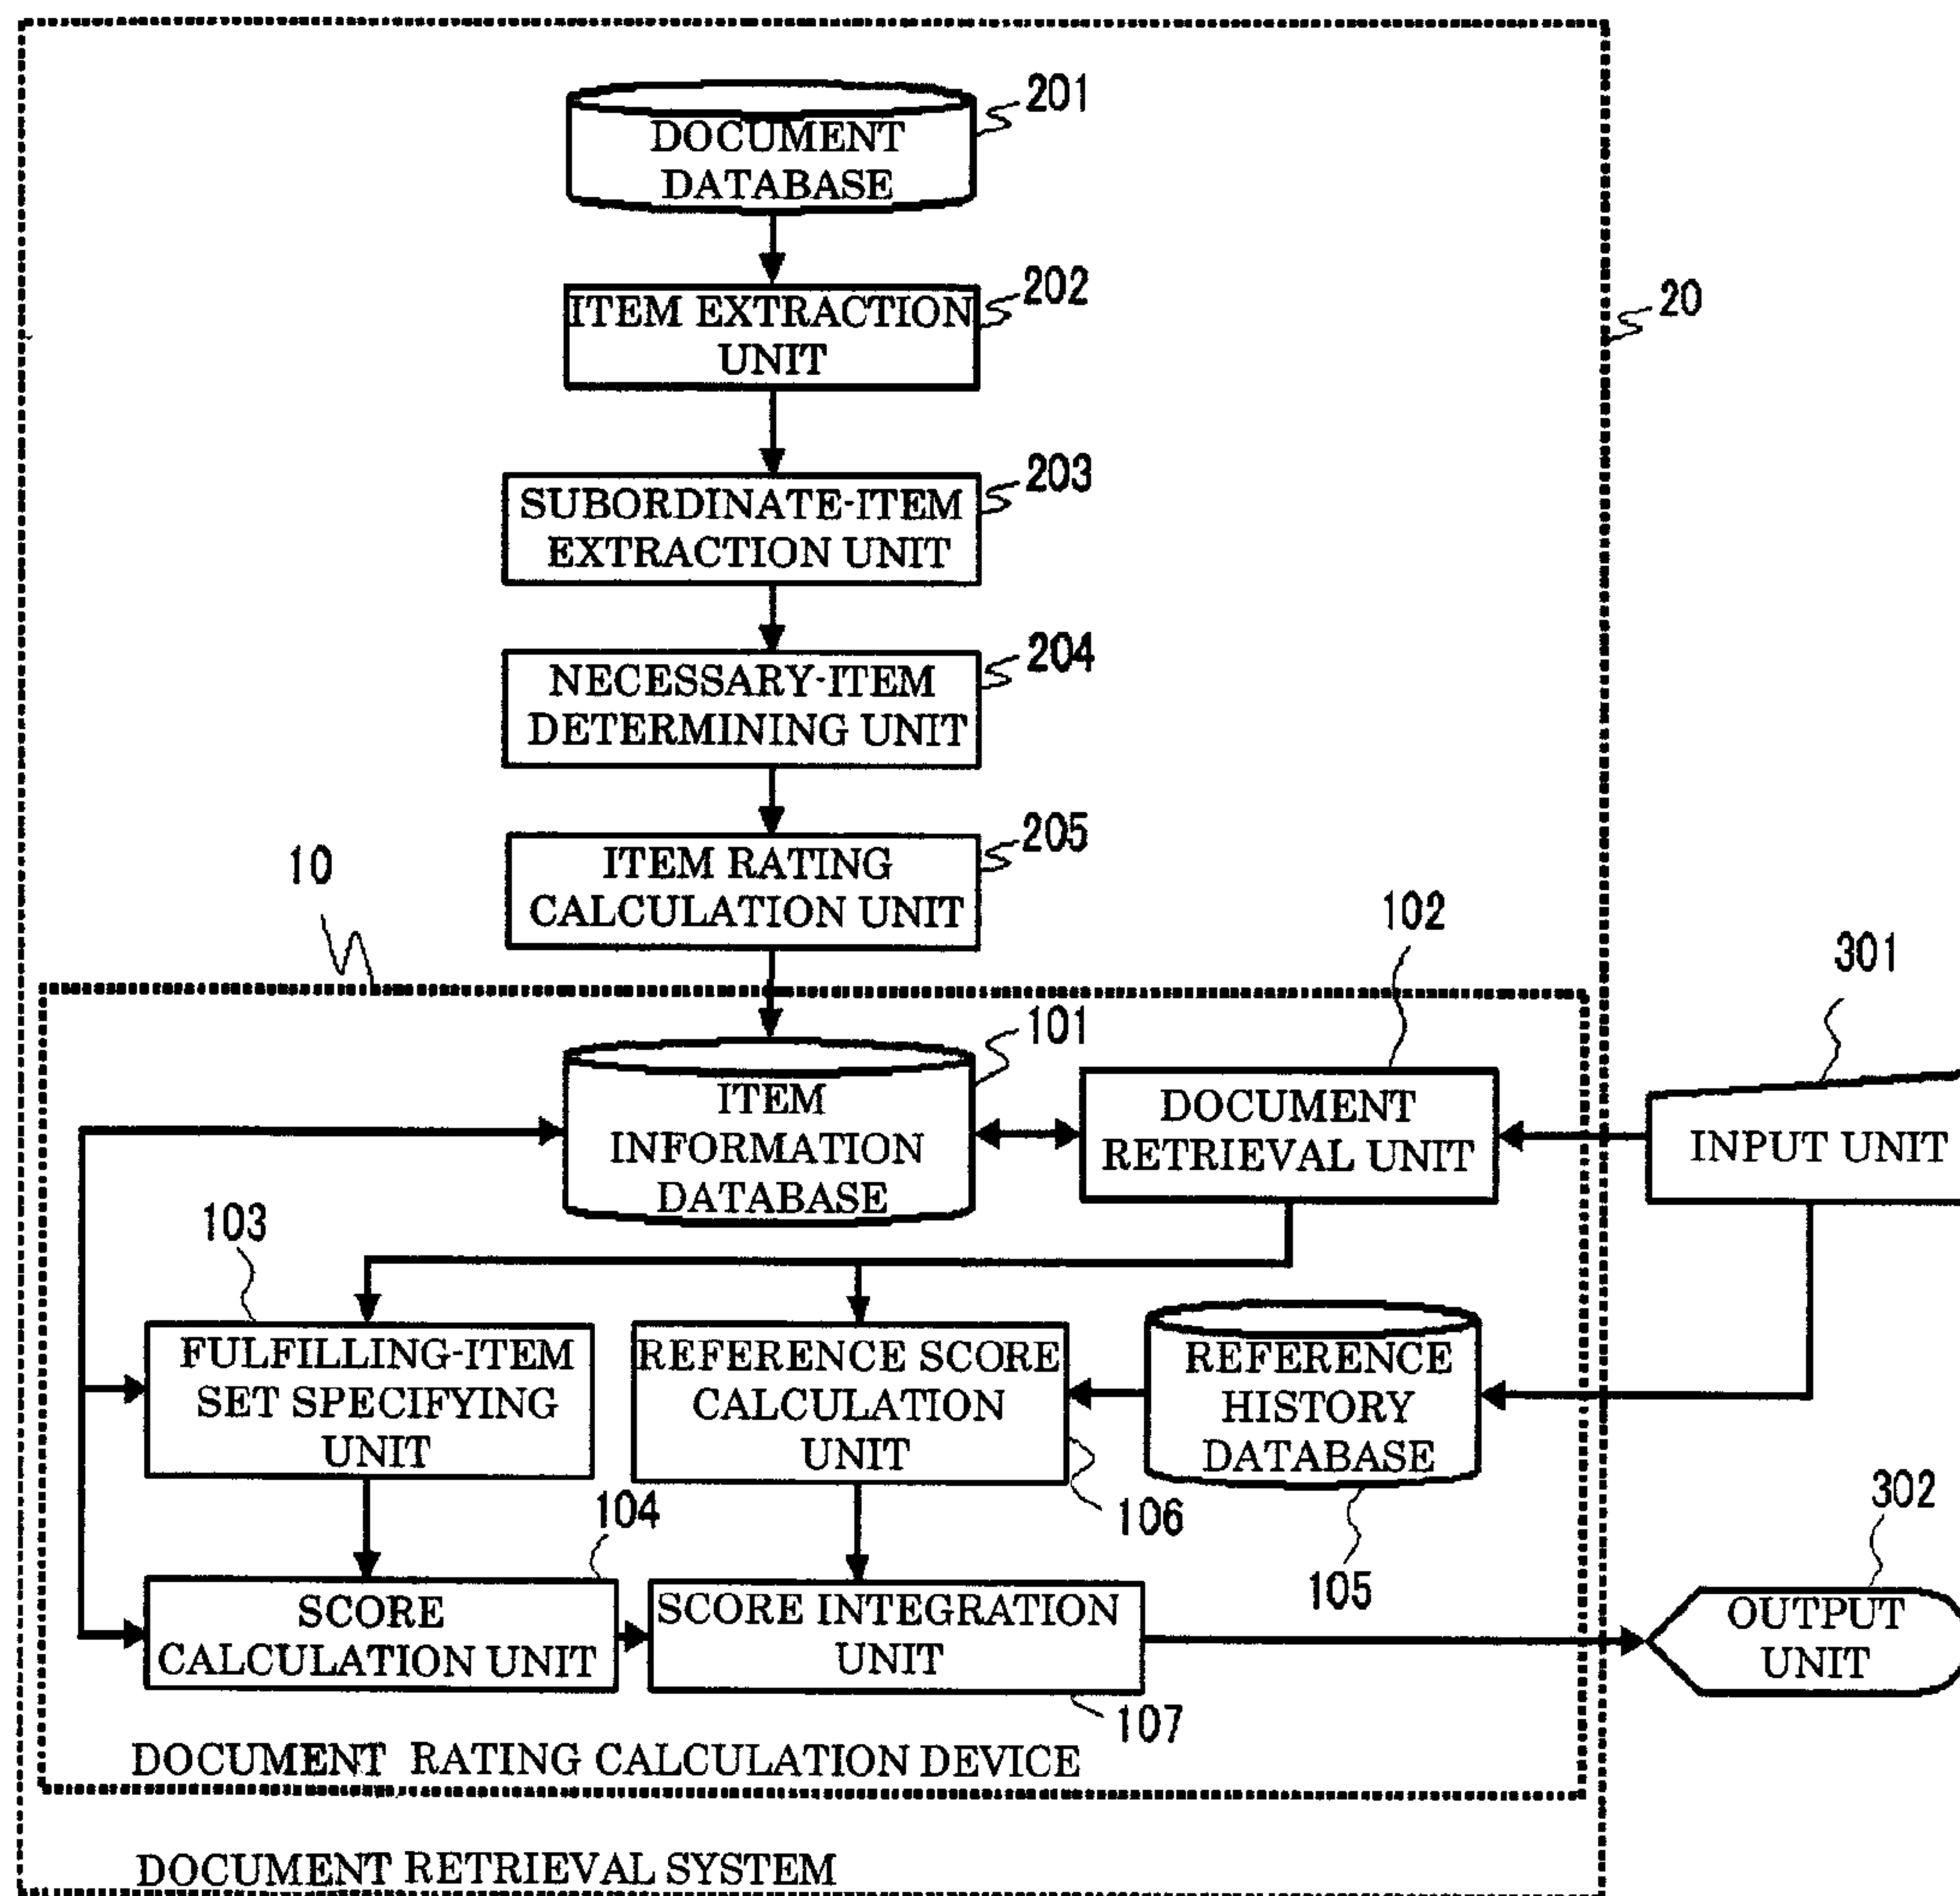 201
DOCUMENT
DATABASE
202
ITEM EXTRACTION
UNIT
20
203
SUBORDINATE-ITEM
EXTRACTION UNIT
204
NECESSARY-ITEM
DETERMINING UNIT
205
ITEM RATING
CALCULATION UNIT
10
102
301
101
ITEM
INFORMATION
DATABASE
DOCUMENT
RETRIEVAL UNIT
INPUT UNIT
103
FULFILLING-ITEM
SET SPECIFYING
UNIT
REFERENCE SCORE
CALCULATION
UNIT
REFERENCE
HISTORY
DATABASE
104
106
105
302
SCORE
CALCULATION UNIT
SCORE INTEGRATION
UNIT
OUTPUT
UNIT
107
DOCUMENT RATING CALCULATION DEVICE
DOCUMENT RETRIEVAL SYSTEM